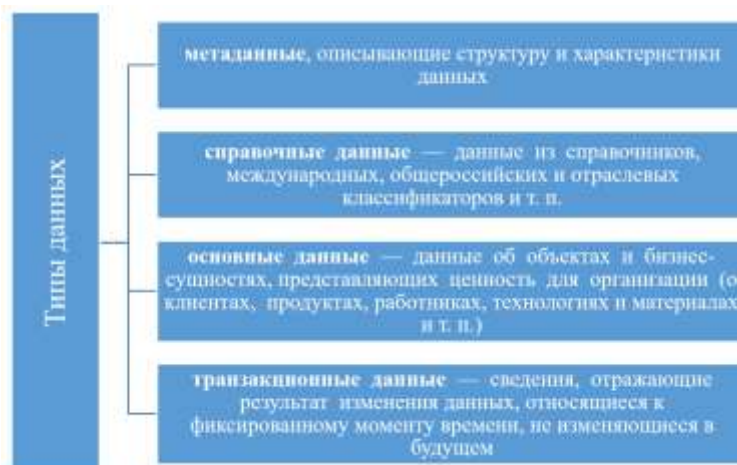 Типы данных
метаданные, описывающие структуру и характеристики
данных
справочные данные — данные из справочников,
международных, общероссийских и отраслевых
классификаторов и т. п.
основные данные — данные об объектах и бизнес-
сущностях, представляющих ценность для организации (о
клиентах, продуктах, работниках, технологиях и материалах
и т. п.)
транзакционные данные — сведения, отражающие
результат изменения данных, относящиеся к
фиксированному моменту времени, не изменяющиеся в
будущем